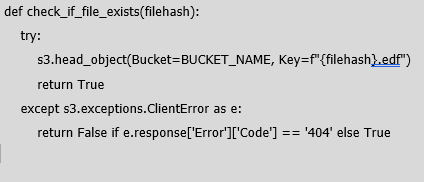 def check_if_file_exists(filehash):
    try:
        s3.head_object(Bucket=BUCKET_NAME, Key=f"{filehash}.edf")
        return True
    except s3.exceptions.ClientError as e:
        return False if e.response['Error']['Code'] == '404' else True